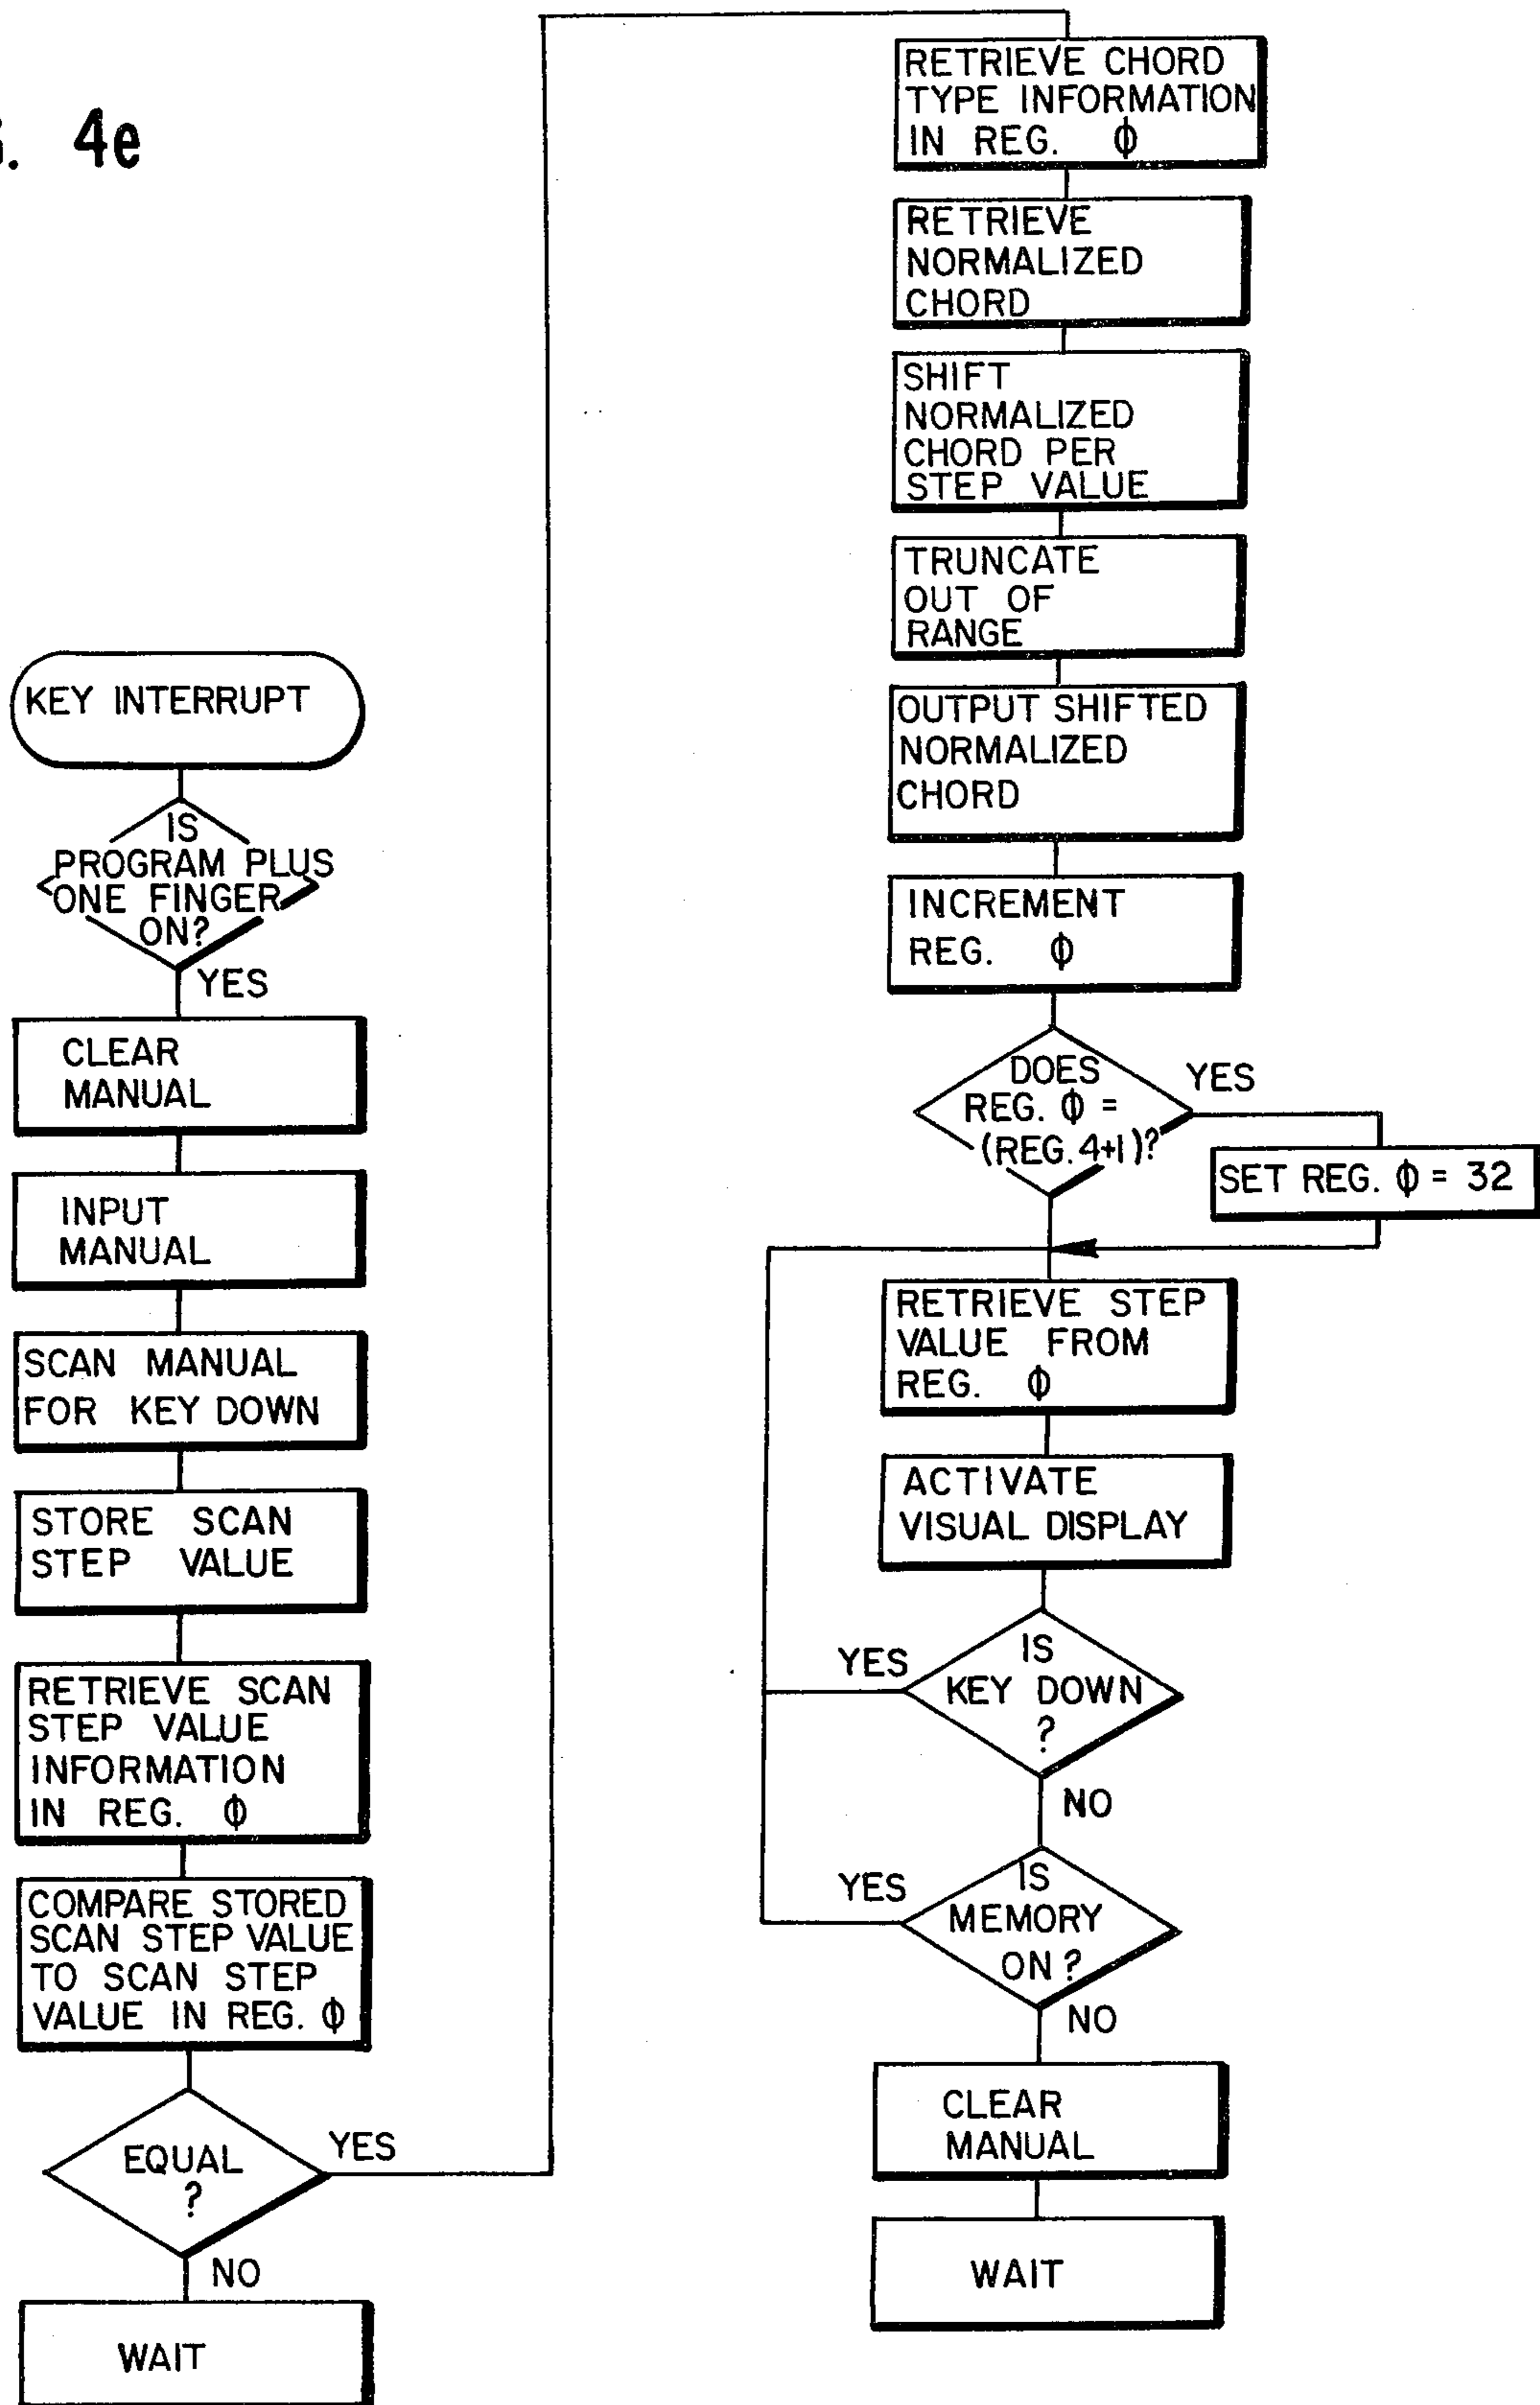 4e
KEY INTERRUPT
IS
PROGRAM PLUS
ONE FINGER
ON?
YES
CLEAR
MANUAL
INPUT
MANUAL
SCAN MANUAL
FOR KEY DOWN
STORE SCAN
STEP VALUE
RETRIEVE SCAN
STEP VALUE
INFORMATION
IN REG. ϕ
COMPARE STORED
SCAN STEP VALUE
TO SCAN STEP
VALUE IN REG. ϕ
EQUAL
?
YES
NO
WAIT
RETRIEVE CHORD
TYPE INFORMATION
IN REG. ϕ
RETRIEVE
NORMALIZED
CHORD
SHIFT
NORMALIZED
CHORD PER
STEP VALUE
TRUNCATE
OUT OF
RANGE
OUTPUT SHIFTED
NORMALIZED
CHORD
INCREMENT
REG. ϕ
DOES
REG. ϕ =
(REG. 4+1)?
YES
SET REG. ϕ = 32
RETRIEVE STEP
VALUE FROM
REG. ϕ
ACTIVATE
VISUAL DISPLAY
IS
KEY DOWN
?
YES
NO
IS
MEMORY
ON?
YES
NO
CLEAR
MANUAL
WAIT